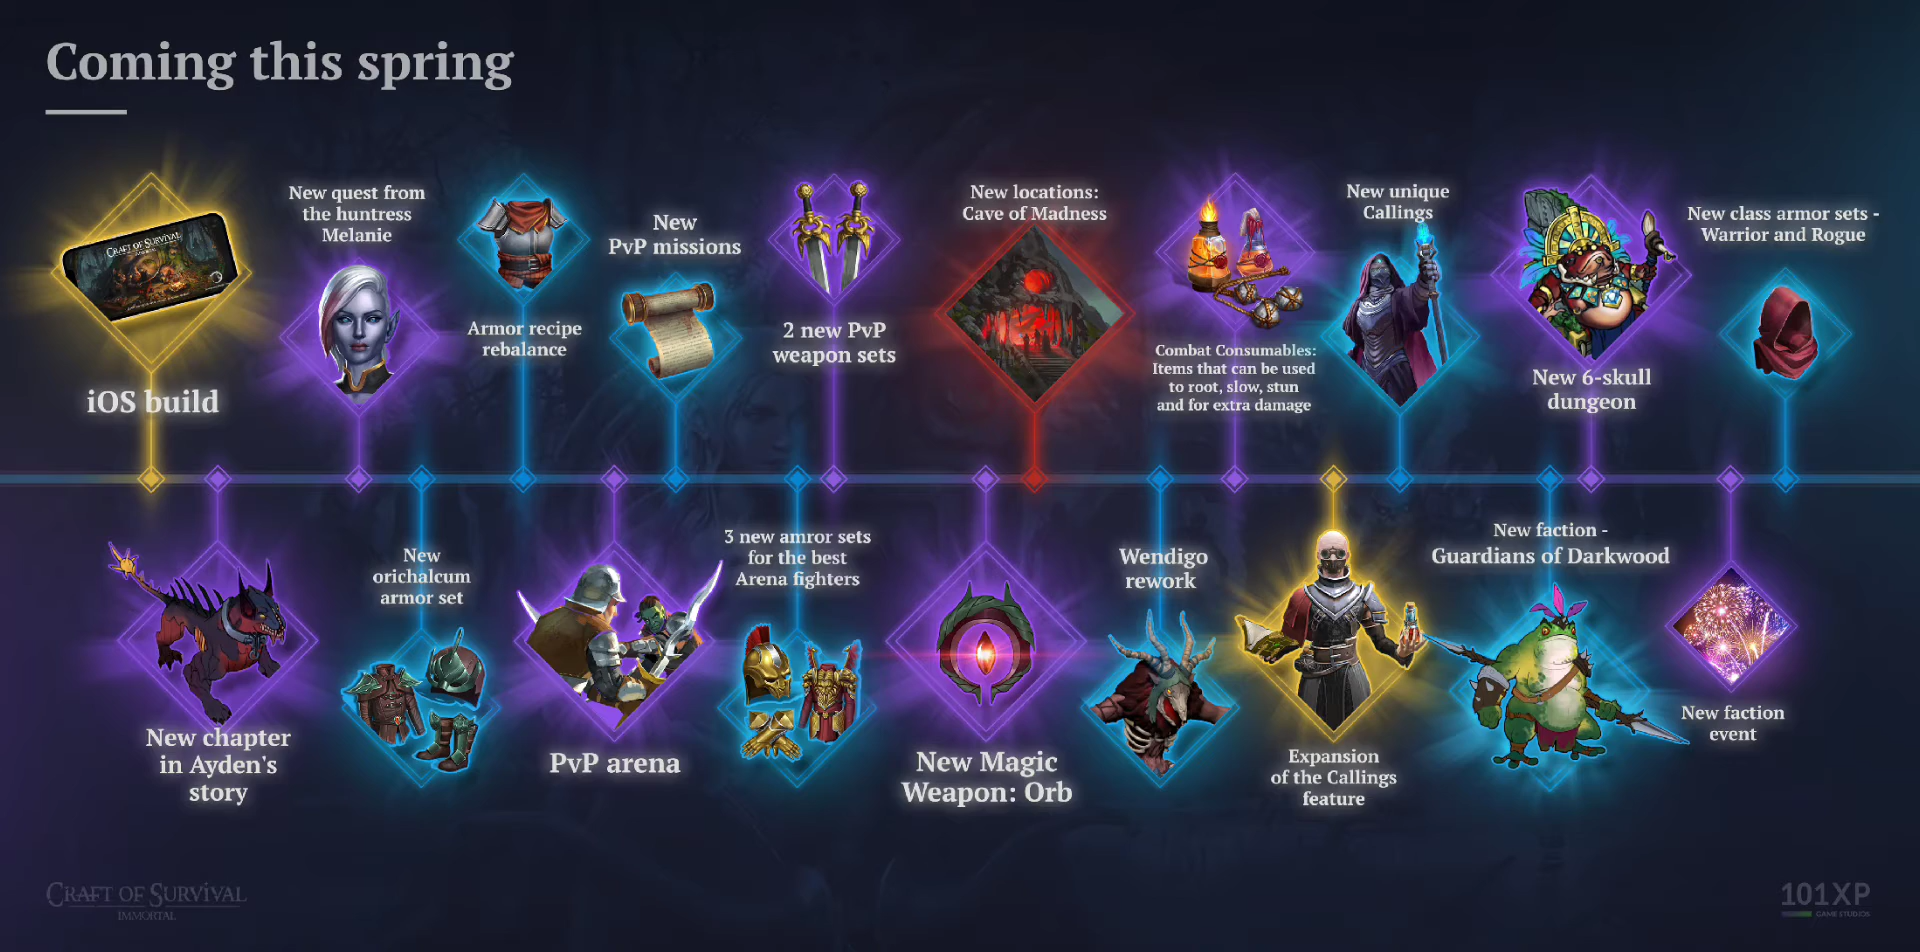 Coming this spring
CRAFT OF SURVIVAL
iOS build
New quest from
the huntress
Melanie
Armor recipe
rebalance
New
PvP missions
2 new PvP
weapon sets
New locations:
Cave of Madness
Combat Consumables:
Items that can be used
to root, slow, stun
and for extra damage
New unique
Callings
New 6-skull
dungeon
New class armor sets -
Warrior and Rogue
New chapter
in Ayden's
story
New
orichalcum
armor set
PvP arena
3 new amror sets
for the best
Arena fighters
New Magic
Weapon: Orb
Wendigo
rework
Expansion
of the Callings
feature
New faction -
Guardians of Darkwood
New faction
event
CRAFT OF SURVIVAL
IMMORTAL
101XP
GAME STUDIOS